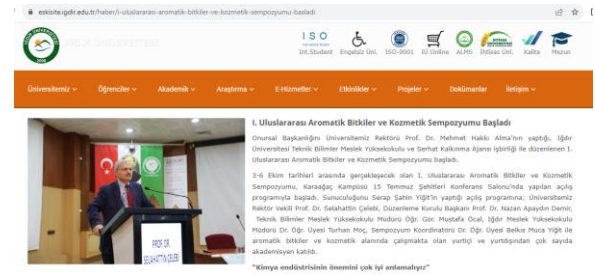 eskisite.igdir.edu.tr/haber/i-uluslararasi-aromatik-bitkiler-ve-kozmetik-sempozyumu-basladi
ISO
Int.Student
Engelsiz Üni.
ISO-9001
IÜ Online
ALMS
İhtisas Üni.
Kalite
Mezun
Üniversitemiz
Öğrenciler
Akademik
Araştırma
E-Hizmetler
Etkinlikler
Projeler
Dokümanlar
İletişim
I. Uluslararası Aromatik Bitkiler ve Kozmetik Sempozyumu Başladı
Onursal Başkanlığını Üniversitemiz Rektörü Prof. Dr. Mehmet Hakkı Alma'nın yaptığı, Iğdır
Üniversitesi Teknik Bilimler Meslek Yüksekokulu ve Serhat Kalkınma Ajansı işbirliği ile düzenlenen I.
Uluslararası Aromatik Bitkiler ve Kozmetik Sempozyumu başladı.
3-6 Ekim tarihleri arasında gerçekleşecek olan I. Uluslararası Aromatik Bitkiler ve Kozmetik
Sempozyumu, Karaağaç Kampüsü 15 Temmuz Şehitleri Konferans Salonu'nda yapılan açılış
programıyla başladı. Sunuculuğunu Serap Şahin Yiğit'in yaptığı açılış programına; Üniversitemiz
Rektör Vekili Prof. Dr. Selahattin Çelebi, Düzenleme Kurulu Başkanı Prof. Dr. Nazan Apaydın Demir,
Teknik Bilimler Meslek Yüksekokulu Müdürü Öğr. Gör. Mostafa Öcal, Iğdır Meslek Yüksekokulu
Müdürü Dr. Öğr. Üyesi Turhan Moç, Sempozyum Koordinatörü Dr. Öğr. Üyesi Belkıs Muca Yiğit ile
aromatik bitkiler ve kozmetik alanında çalışmakta olan yurtiçi ve yurtdışından çok sayıda
akademisyen katıldı.
"Kimya endüstrisinin önemini çok iyi anlamalıyız"
PROF. DR.
SELAHATTİN ÇELEBİ